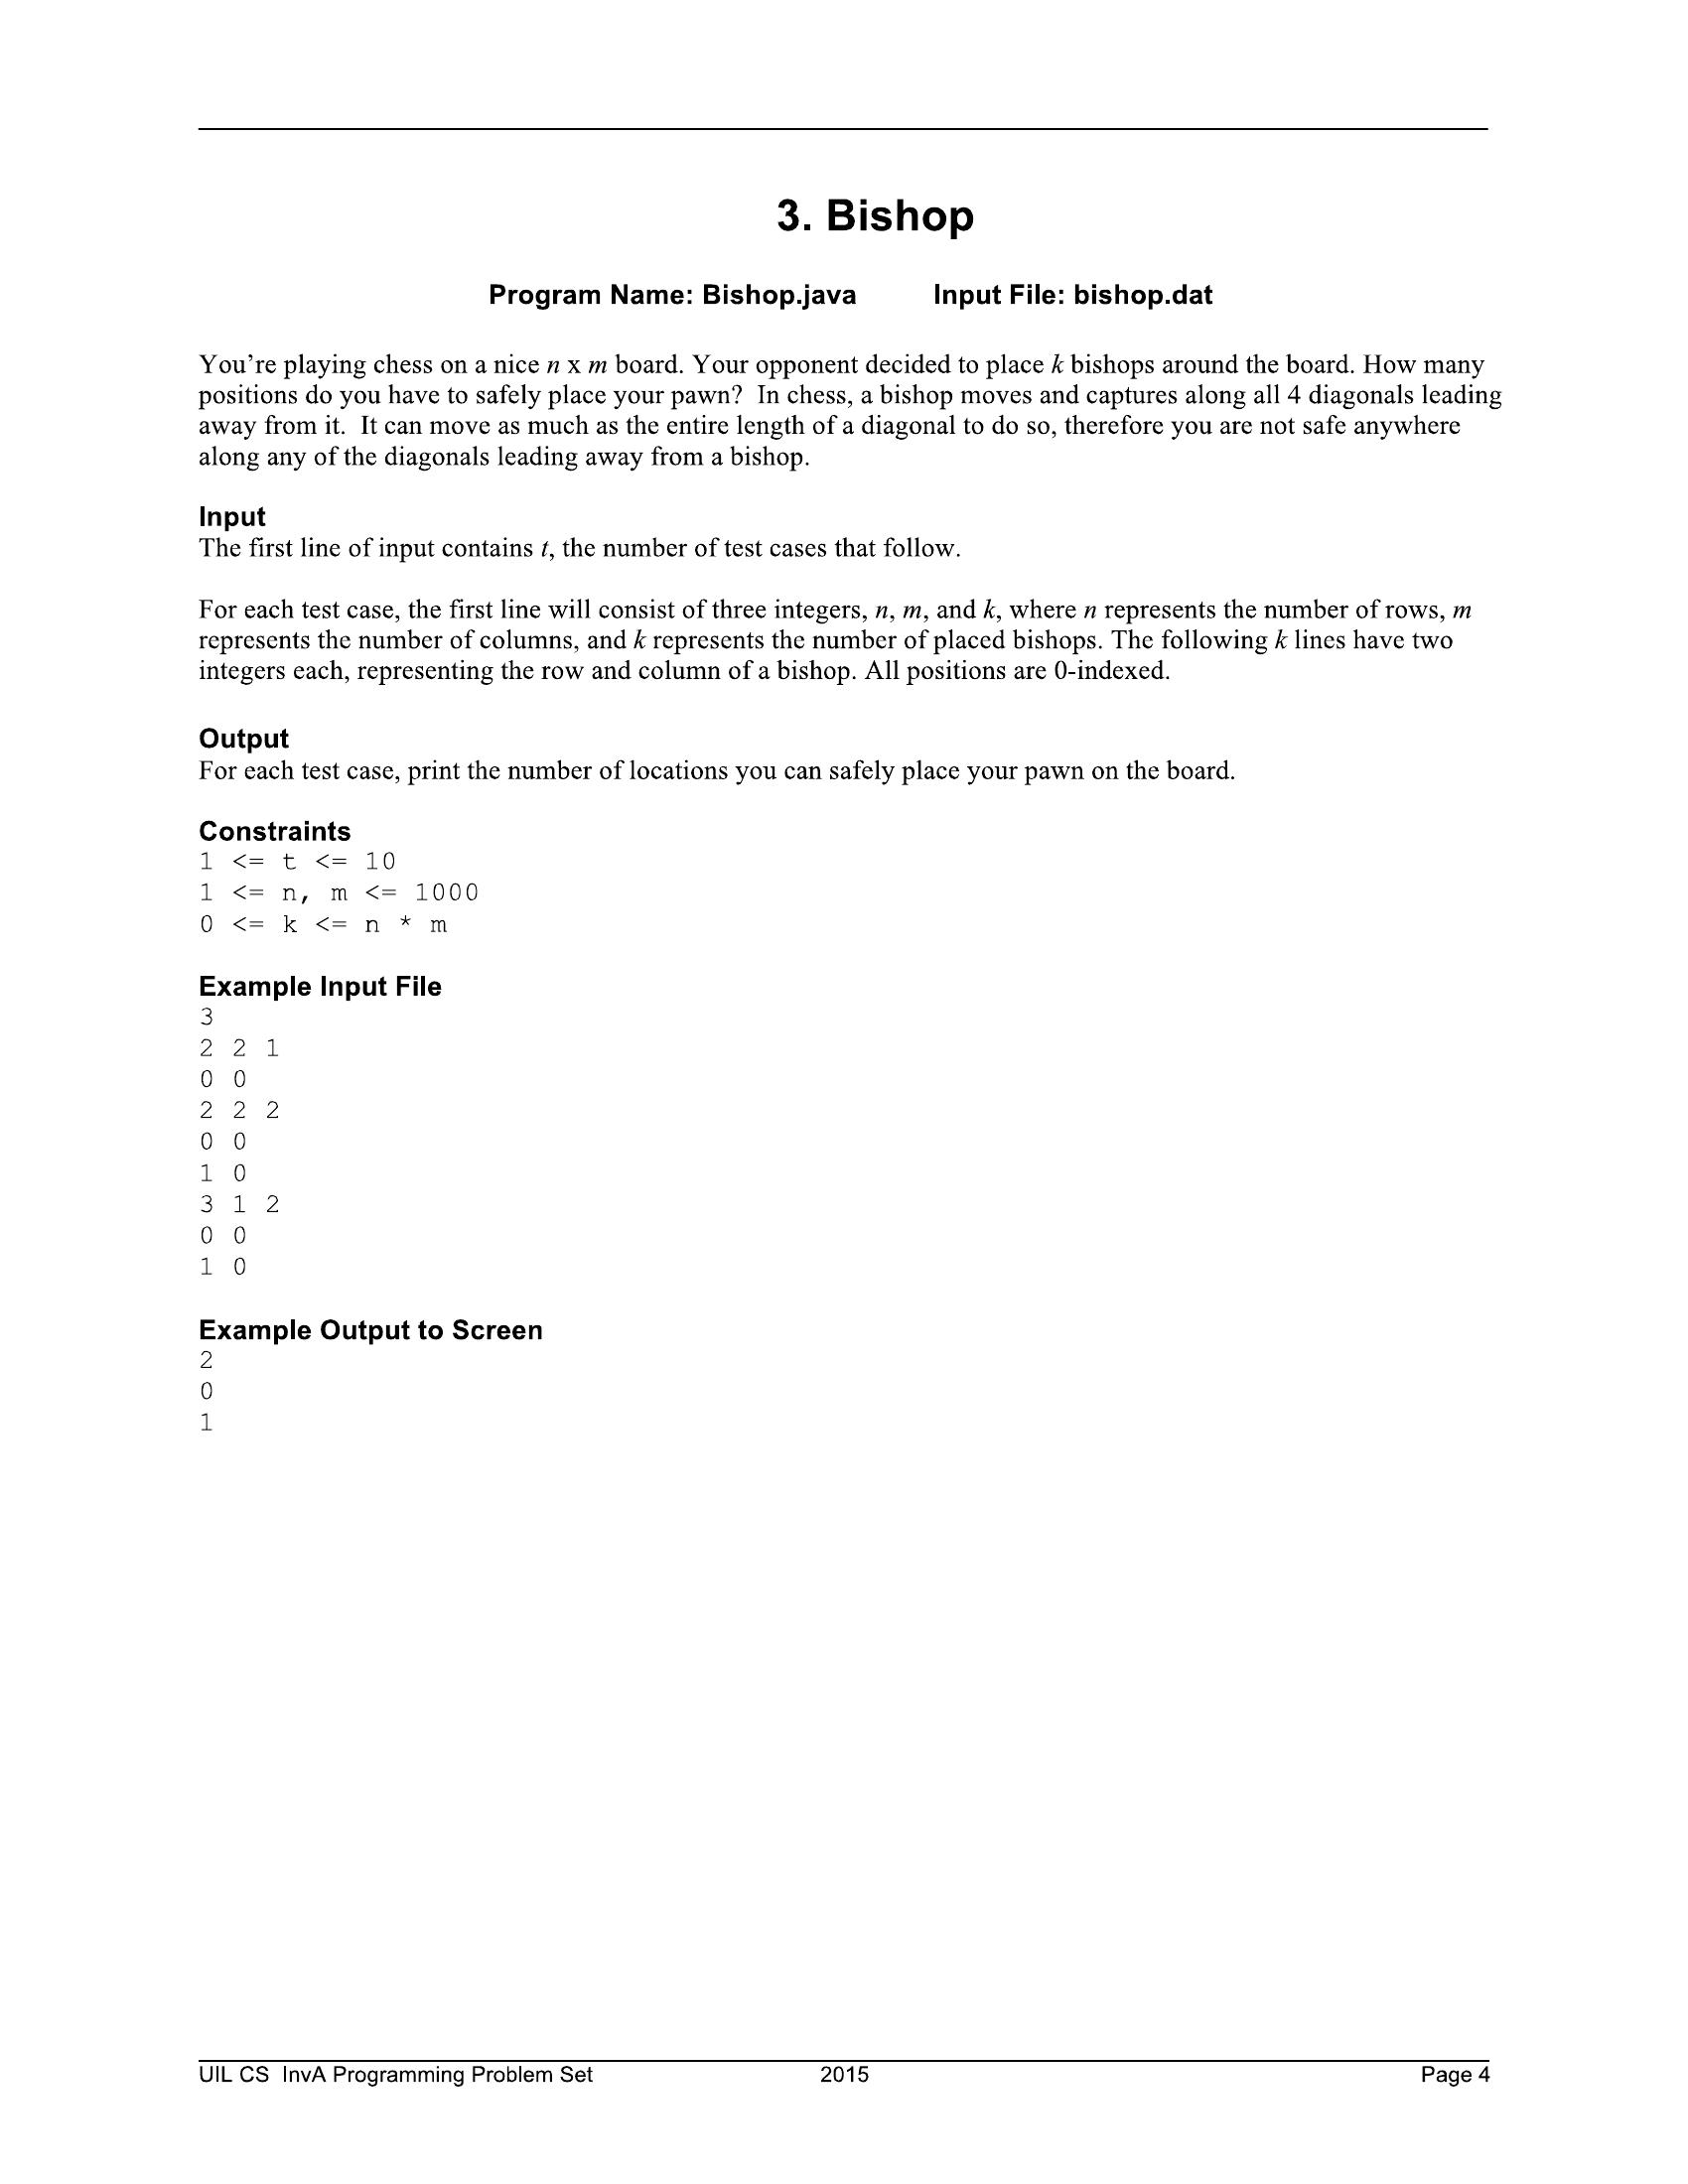 3. Bishop
Program Name: Bishop.java Input File: bishop.dat
You're playing chess on a nice n x m board. Your opponent decided to place k bishops around the board. How many
positions do you have to safely place your pawn? In chess, a bishop moves and captures along all 4 diagonals leading
away from it. It can move as much as the entire length of a diagonal to do so, therefore you are not safe anywhere
along any of the diagonals leading away from a bishop.
Input
The first line of input contains t, the number of test cases that follow.
For each test case, the first line will consist of three integers, n, m, and k, where n represents the number of rows, m
represents the number of columns, and k represents the number of placed bishops. The following k lines have two
integers each, representing the row and column of a bishop. All positions are 0-indexed.
Output
For each test case, print the number of locations you can safely place your pawn on the board.
Constraints
1 <= t <= 10
1 <= n, m <= 1000
0 <= k <= n * m
Example Input File
3
2 2 1
0 0
2 2 2
0 0
1 0
3 1 2
0 0
1 0
Example Output to Screen
2
0
1
UIL CS InvA Programming Problem Set 2015 Page 4